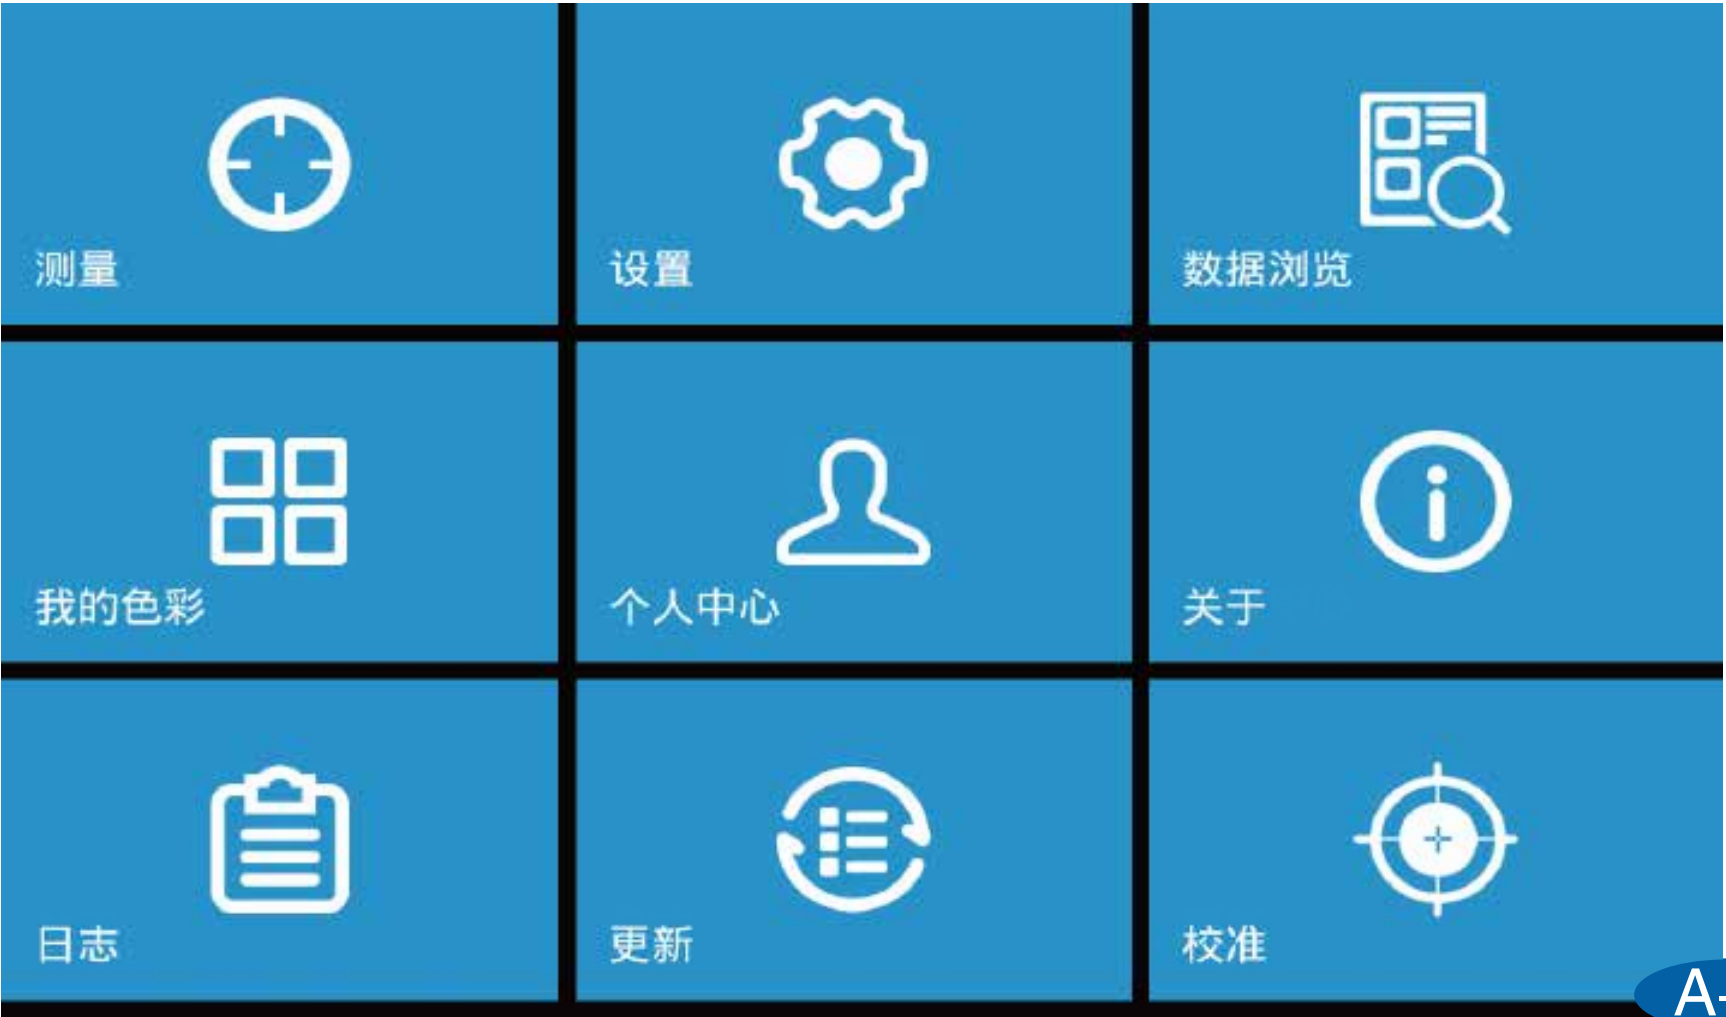 测量
设置
数据浏览
我的色彩
个人中心
关于
日志
更新
校准
A-